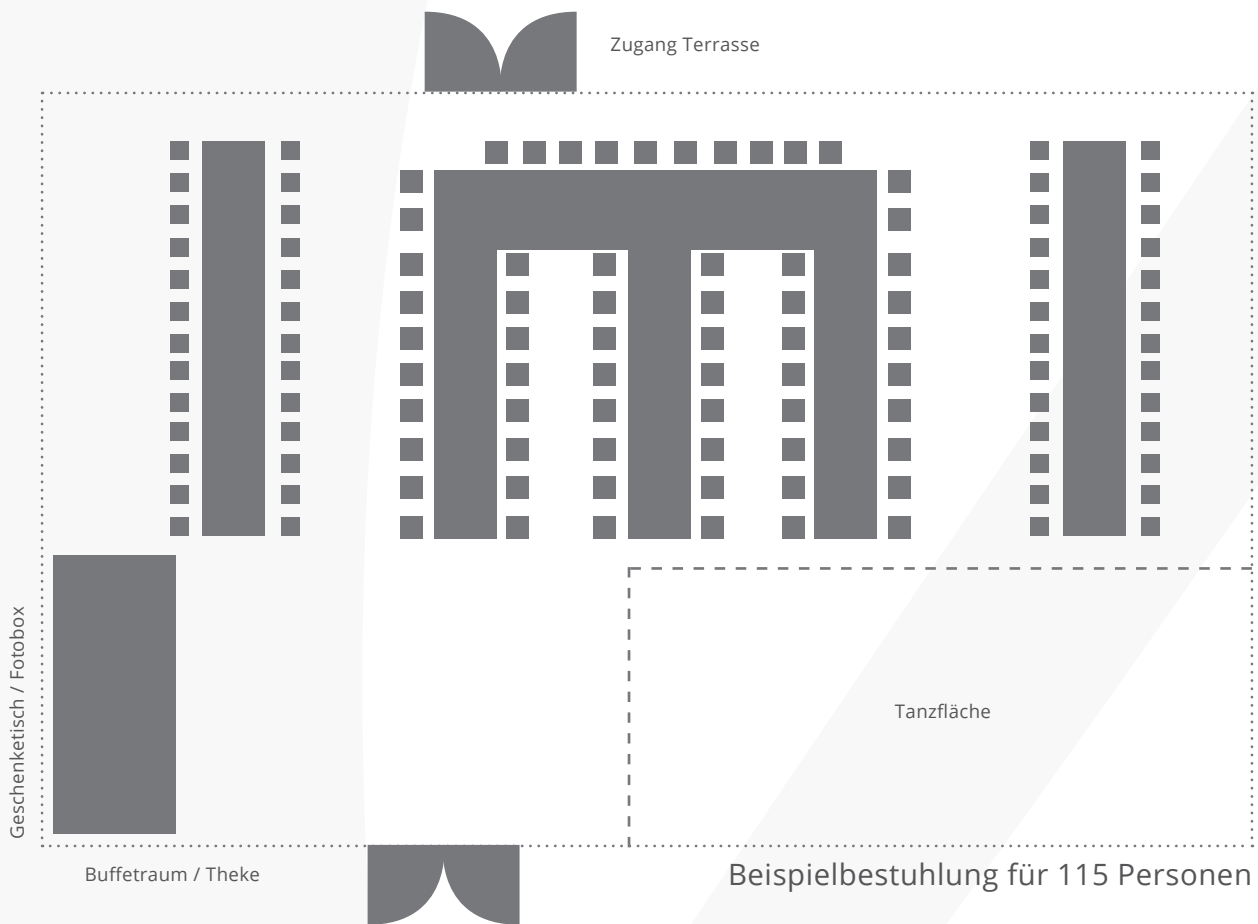 Zugang Terrasse
Geschenketisch / Fotobox
Tanzfläche
Buffetraum / Theke
Beispielbestuhlung für 115 Personen